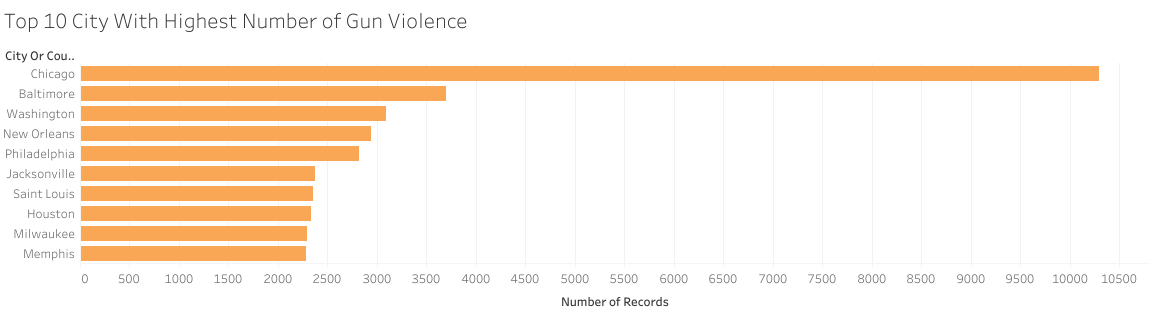 Top 10 City With Highest Number of Gun Violence
City Or Cou..
Chicago
Baltimore
Washington
New Orleans
Philadelphia
Jacksonville
Saint Louis
Houston
Milwaukee
Memphis
0 500 1000 1500 2000 2500 3000 3500 4000 4500 5000 5500 6000 6500 7000 7500 8000 8500 9000 9500 10000 10500
Number of Records